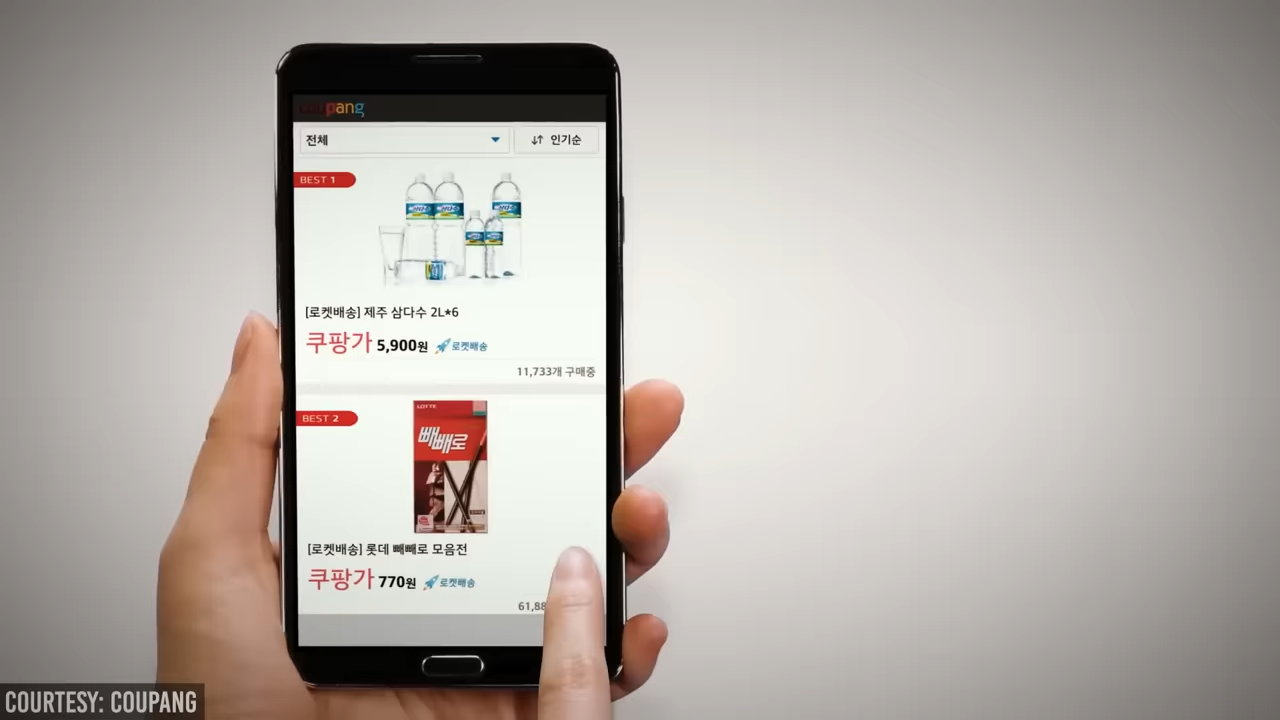 coupang
전체
인기순
BEST 1
[로켓배송] 제주 삼다수 2L*6
쿠팡가 5,900원 로켓배송
11,733개 구매중
BEST 2
LOTTE
빼빼로
[로켓배송] 롯데 빼빼로 모음전
쿠팡가 770원 로켓배송
61,88
COURTESY: COUPANG